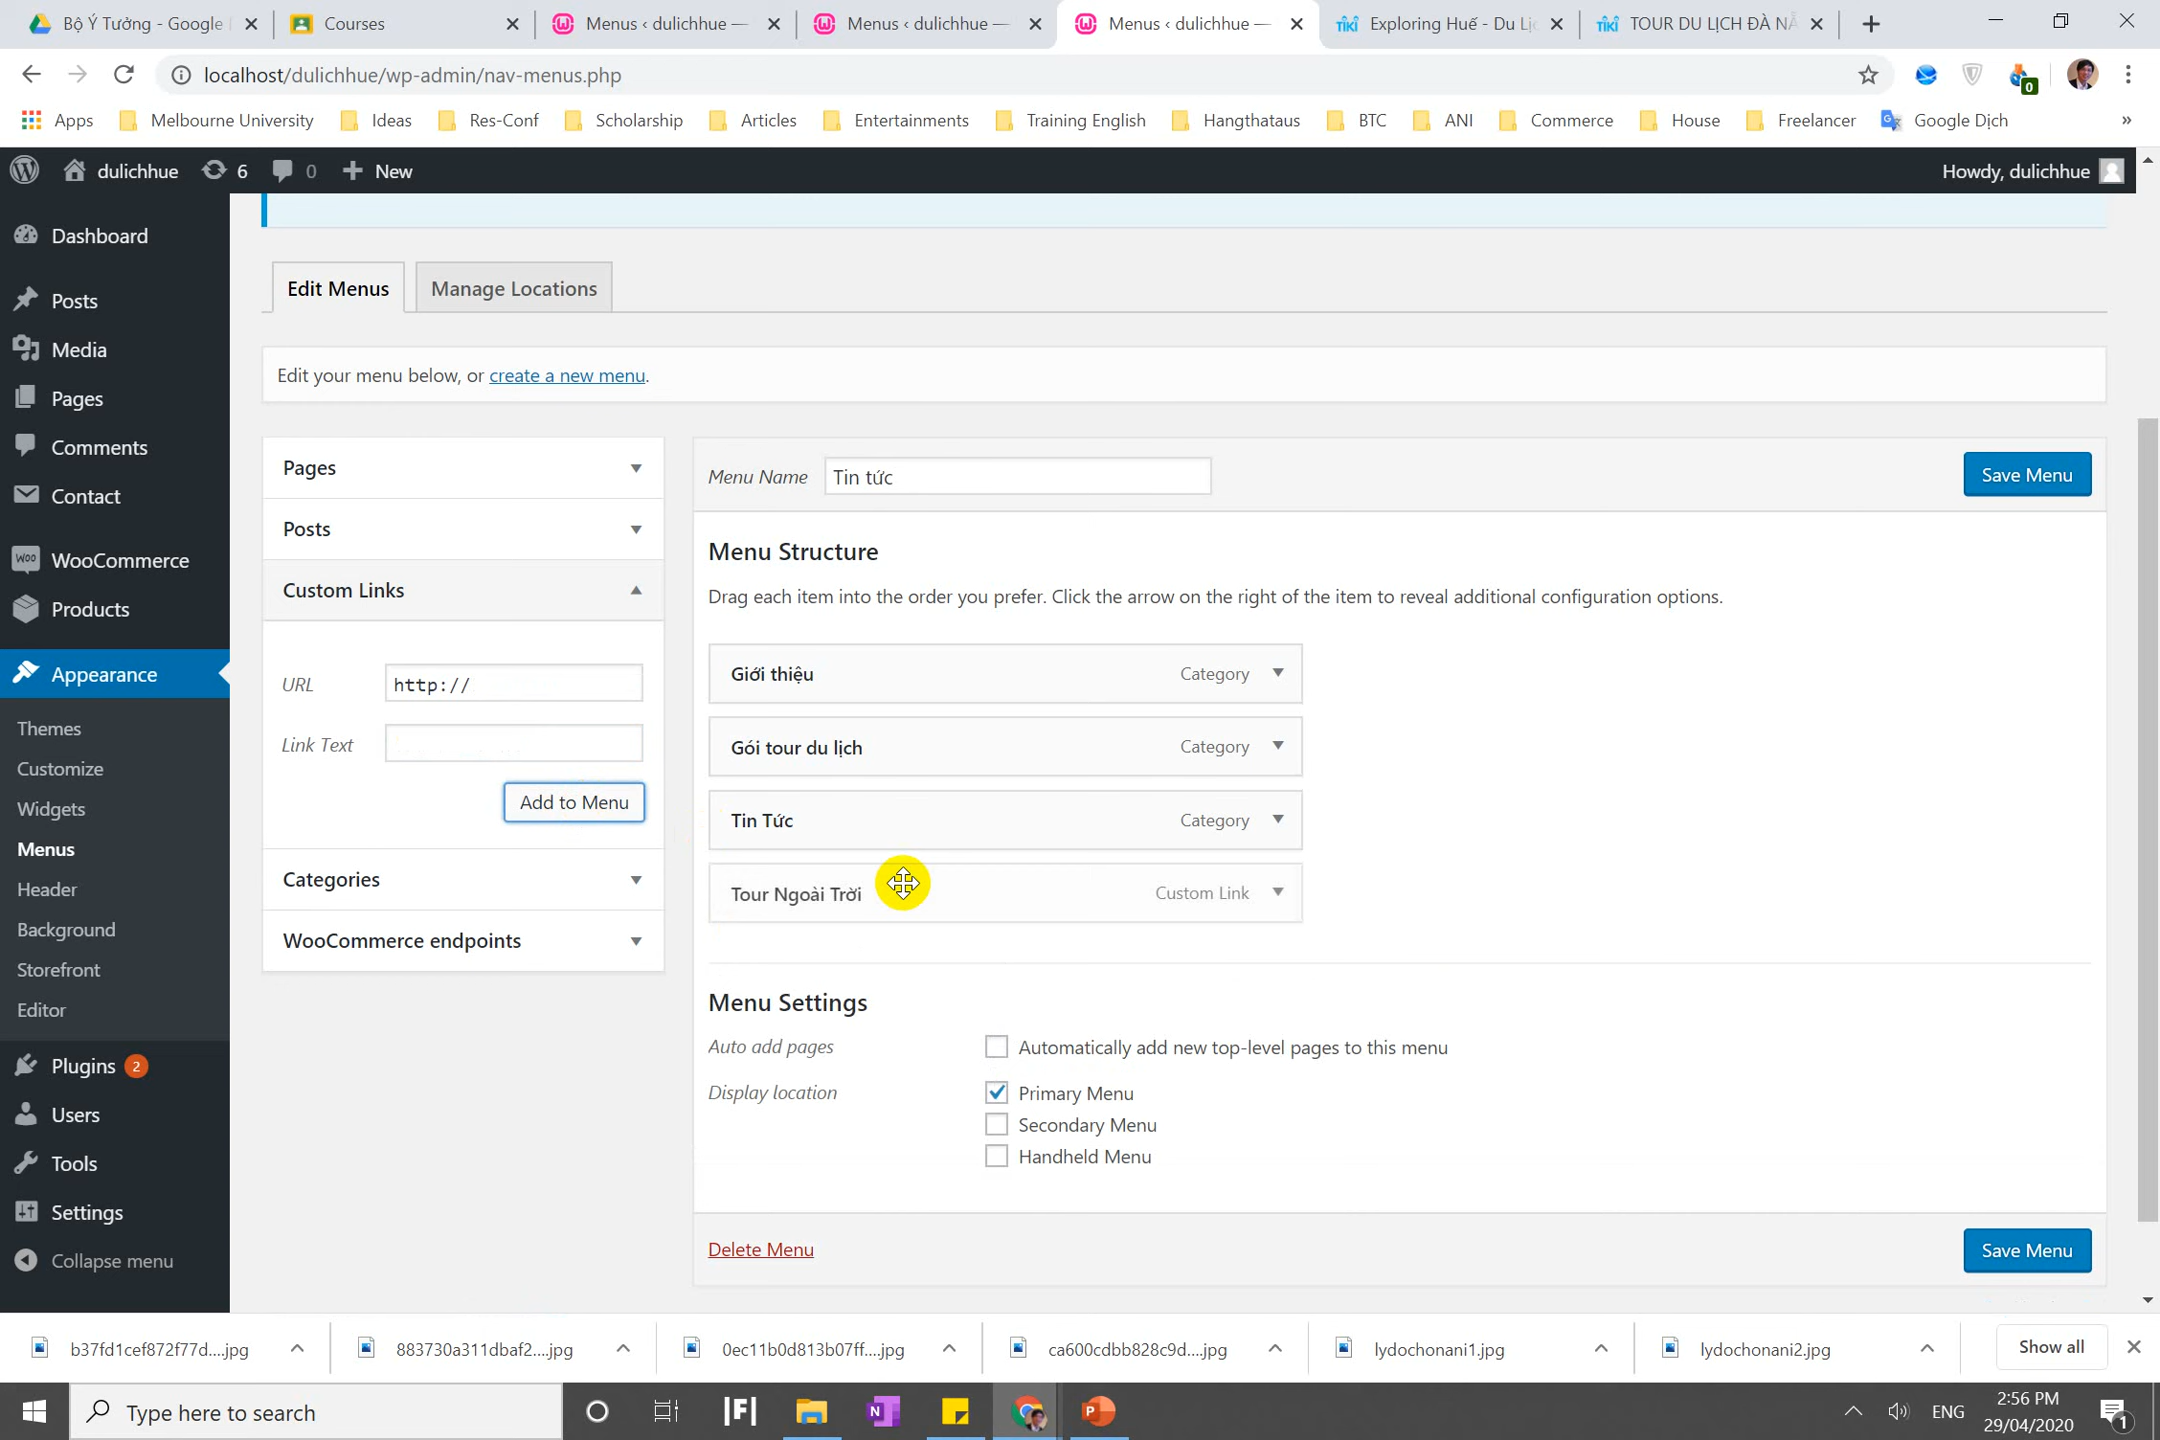 Bộ Ý Tưởng - Google
Courses
Menus ‹ dulichhue —
Menus ‹ dulichhue —
Menus ‹ dulichhue —
TIKI Exploring Huế - Du Lị
TIKI TOUR DU LỊCH ĐÀ NẴ
localhost/dulichhue/wp-admin/nav-menus.php
0
Apps
Melbourne University
Ideas
Res-Conf
Scholarship
Articles
Entertainments
Training English
Hangthataus
BTC
ANI
Commerce
House
Freelancer
Google Dịch
»
dulichhue
6
0
New
Howdy, dulichhue
Dashboard
Posts
Media
Pages
Comments
Contact
WooCommerce
Products
Appearance
Themes
Customize
Widgets
Menus
Header
Background
Storefront
Editor
Plugins 2
Users
Tools
Settings
Collapse menu
Edit Menus
Manage Locations
Edit your menu below, or create a new menu.
Pages
Posts
Custom Links
URL http://
Link Text
Add to Menu
Categories
WooCommerce endpoints
Menu Name Tin tức
Save Menu
Menu Structure
Drag each item into the order you prefer. Click the arrow on the right of the item to reveal additional configuration options.
Giới thiệu Category
Gói tour du lịch Category
Tin Tức Category
Tour Ngoài Trời Custom Link
Menu Settings
Auto add pages
Automatically add new top-level pages to this menu
Display location
Primary Menu
Secondary Menu
Handheld Menu
Delete Menu
Save Menu
b37fd1cef872f77d....jpg
883730a311dbaf2....jpg
0ec11b0d813b07ff....jpg
ca600cdbb828c9d....jpg
lydochonani1.jpg
lydochonani2.jpg
Show all
Type here to search
ENG
2:56 PM
29/04/2020
1